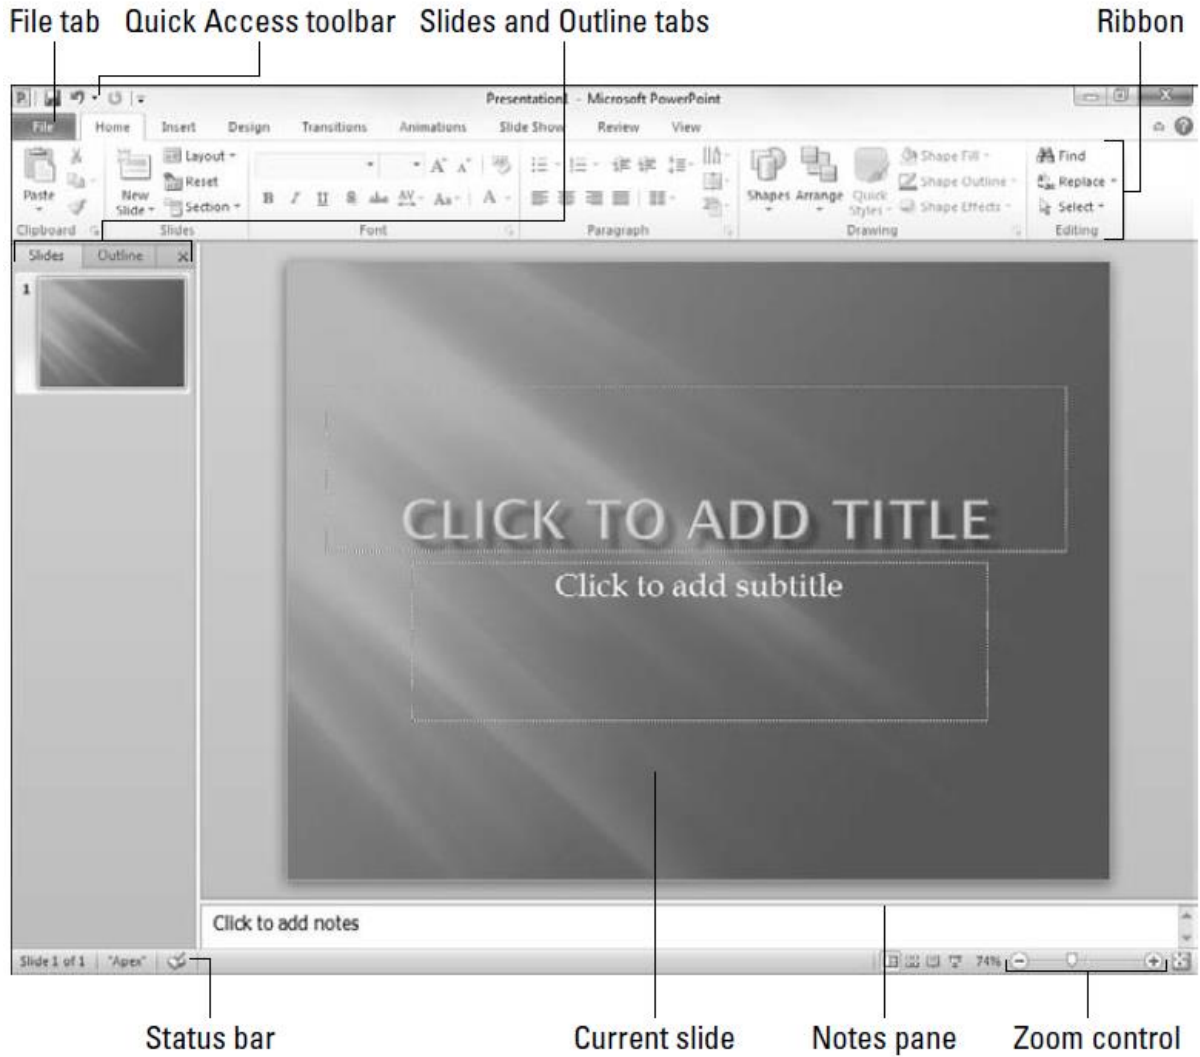 File tab Quick Access toolbar Slides and Outline tabs Ribbon
Presentation1 - Microsoft PowerPoint
File Home Insert Design Transitions Animations Slide Show Review View
Paste
New
Slide
Layout
Reset
Section
B I U S abc AV Aa A
A A
Shapes Arrange Quick
Styles
Shape Fill
Shape Outline
Shape Effects
Find
Replace
Select
Clipboard Slides Font Paragraph Drawing Editing
Slides Outline
1
CLICK TO ADD TITLE
Click to add subtitle
Click to add notes
Slide 1 of 1 "Apex" 74%
Status bar Current slide Notes pane Zoom control